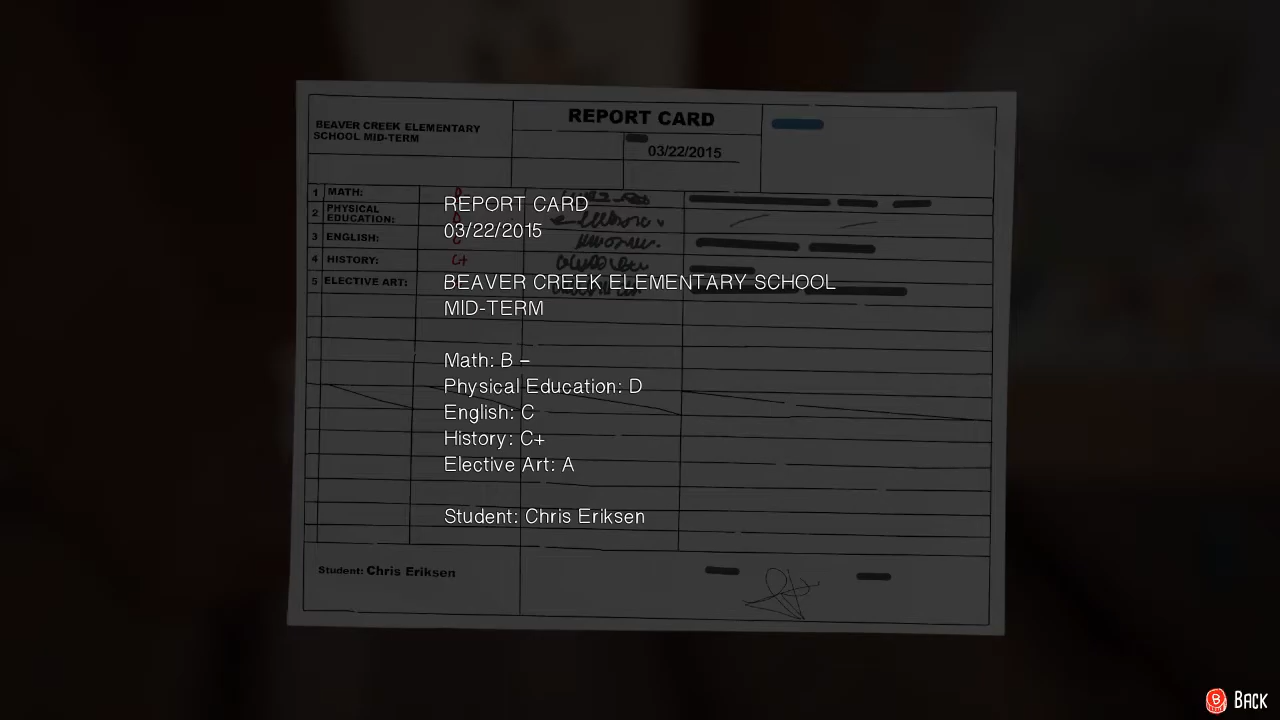 REPORT CARD
03/22/2015
BEAVER CREEK ELEMENTARY SCHOOL
MID-TERM
Math: B –
Physical Education: D
English: C
History: C+
Elective Art: A
Student: Chris Eriksen
BEAVER CREEK ELEMENTARY
SCHOOL MID-TERM
REPORT CARD
03/22/2015
1 MATH:
2 PHYSICAL
EDUCATION:
3 ENGLISH: C
4 HISTORY: C+
5 ELECTIVE ART:
Student: Chris Eriksen
B BACK